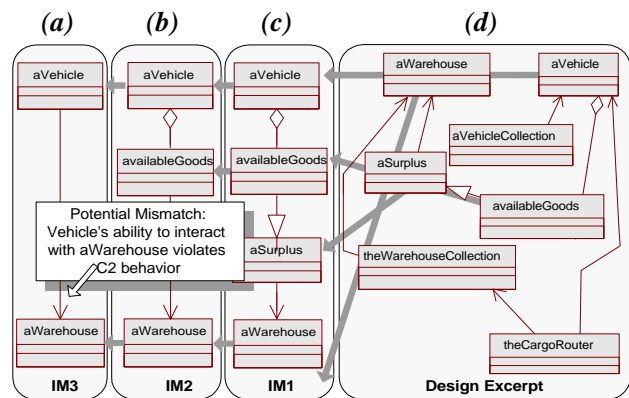 (a)
(b)
(c)
(d)
aVehicle
aVehicle
aVehicle
aWarehouse
aVehicle
aVehicleCollection
availableGoods
availableGoods
aSurplus
availableGoods
Potential Mismatch:
Vehicle's ability to interact
with aWarehouse violates
C2 behavior
aSurplus
theWarehouseCollection
aWarehouse
aWarehouse
aWarehouse
theCargoRouter
IM3
IM2
IM1
Design Excerpt